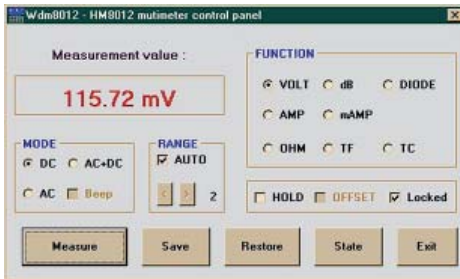 Wdm8012 - HM8012 mutimeter control panel
Measurement value :
115.72 mV
FUNCTION
VOLT dB DIODE
AMP mAMP
OHM TF TC
MODE
DC AC+DC
AC Beep
RANGE
AUTO
< > 2
HOLD OFFSET Locked
Measure Save Restore State Exit